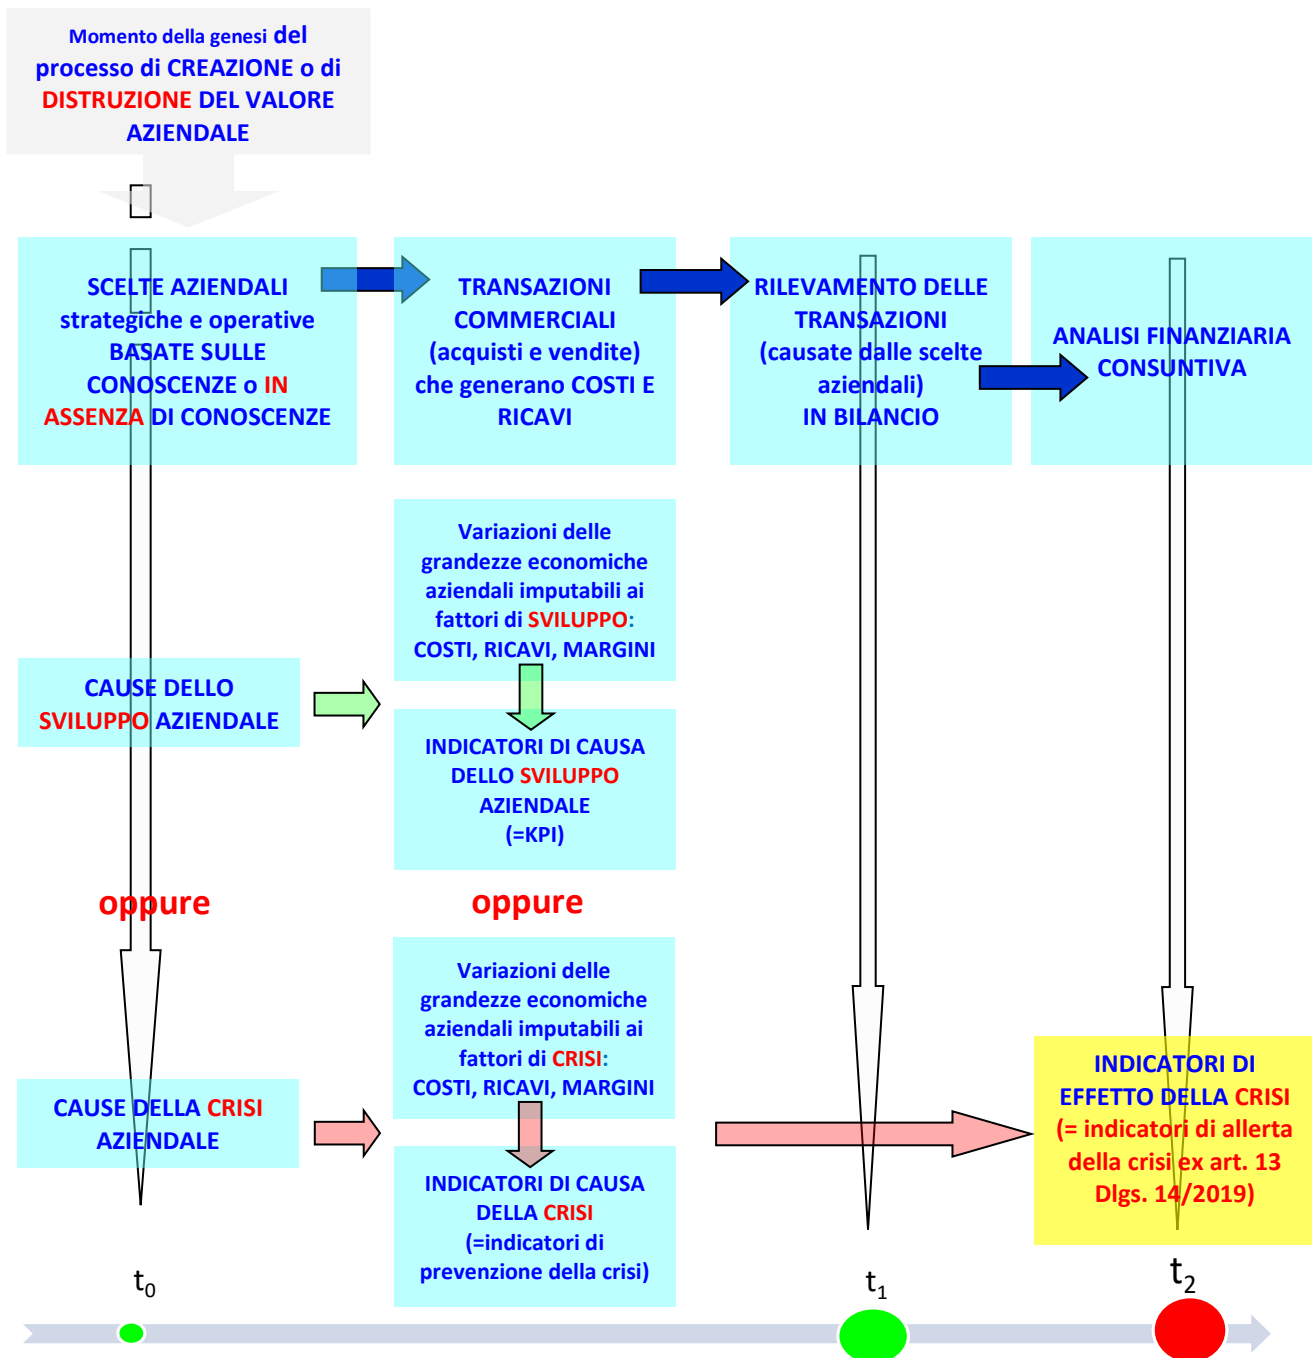 Momento della genesi del
processo di CREAZIONE o di
DISTRUZIONE DEL VALORE
AZIENDALE
SCELTE AZIENDALI
strategiche e operative
BASATE SULLE
CONOSCENZE o IN
ASSENZA DI CONOSCENZE
TRANSAZIONI
COMMERCIALI
(acquisti e vendite)
che generano COSTI E
RICAVI
RILEVAMENTO DELLE
TRANSAZIONI
(causate dalle scelte
aziendali)
IN BILANCIO
ANALISI FINANZIARIA
CONSUNTIVA
Variazioni delle
grandezze economiche
aziendali imputabili ai
fattori di SVILUPPO:
COSTI, RICAVI, MARGINI
CAUSE DELLO
SVILUPPO AZIENDALE
INDICATORI DI CAUSA
DELLO SVILUPPO
AZIENDALE
(=KPI)
oppure
oppure
Variazioni delle
grandezze economiche
aziendali imputabili ai
fattori di CRISI:
COSTI, RICAVI, MARGINI
CAUSE DELLA CRISI
AZIENDALE
INDICATORI DI CAUSA
DELLA CRISI
(=indicatori di
prevenzione della crisi)
INDICATORI DI
EFFETTO DELLA CRISI
(= indicatori di allerta
della crisi ex art. 13
Dlgs. 14/2019)
t0
t1
t2